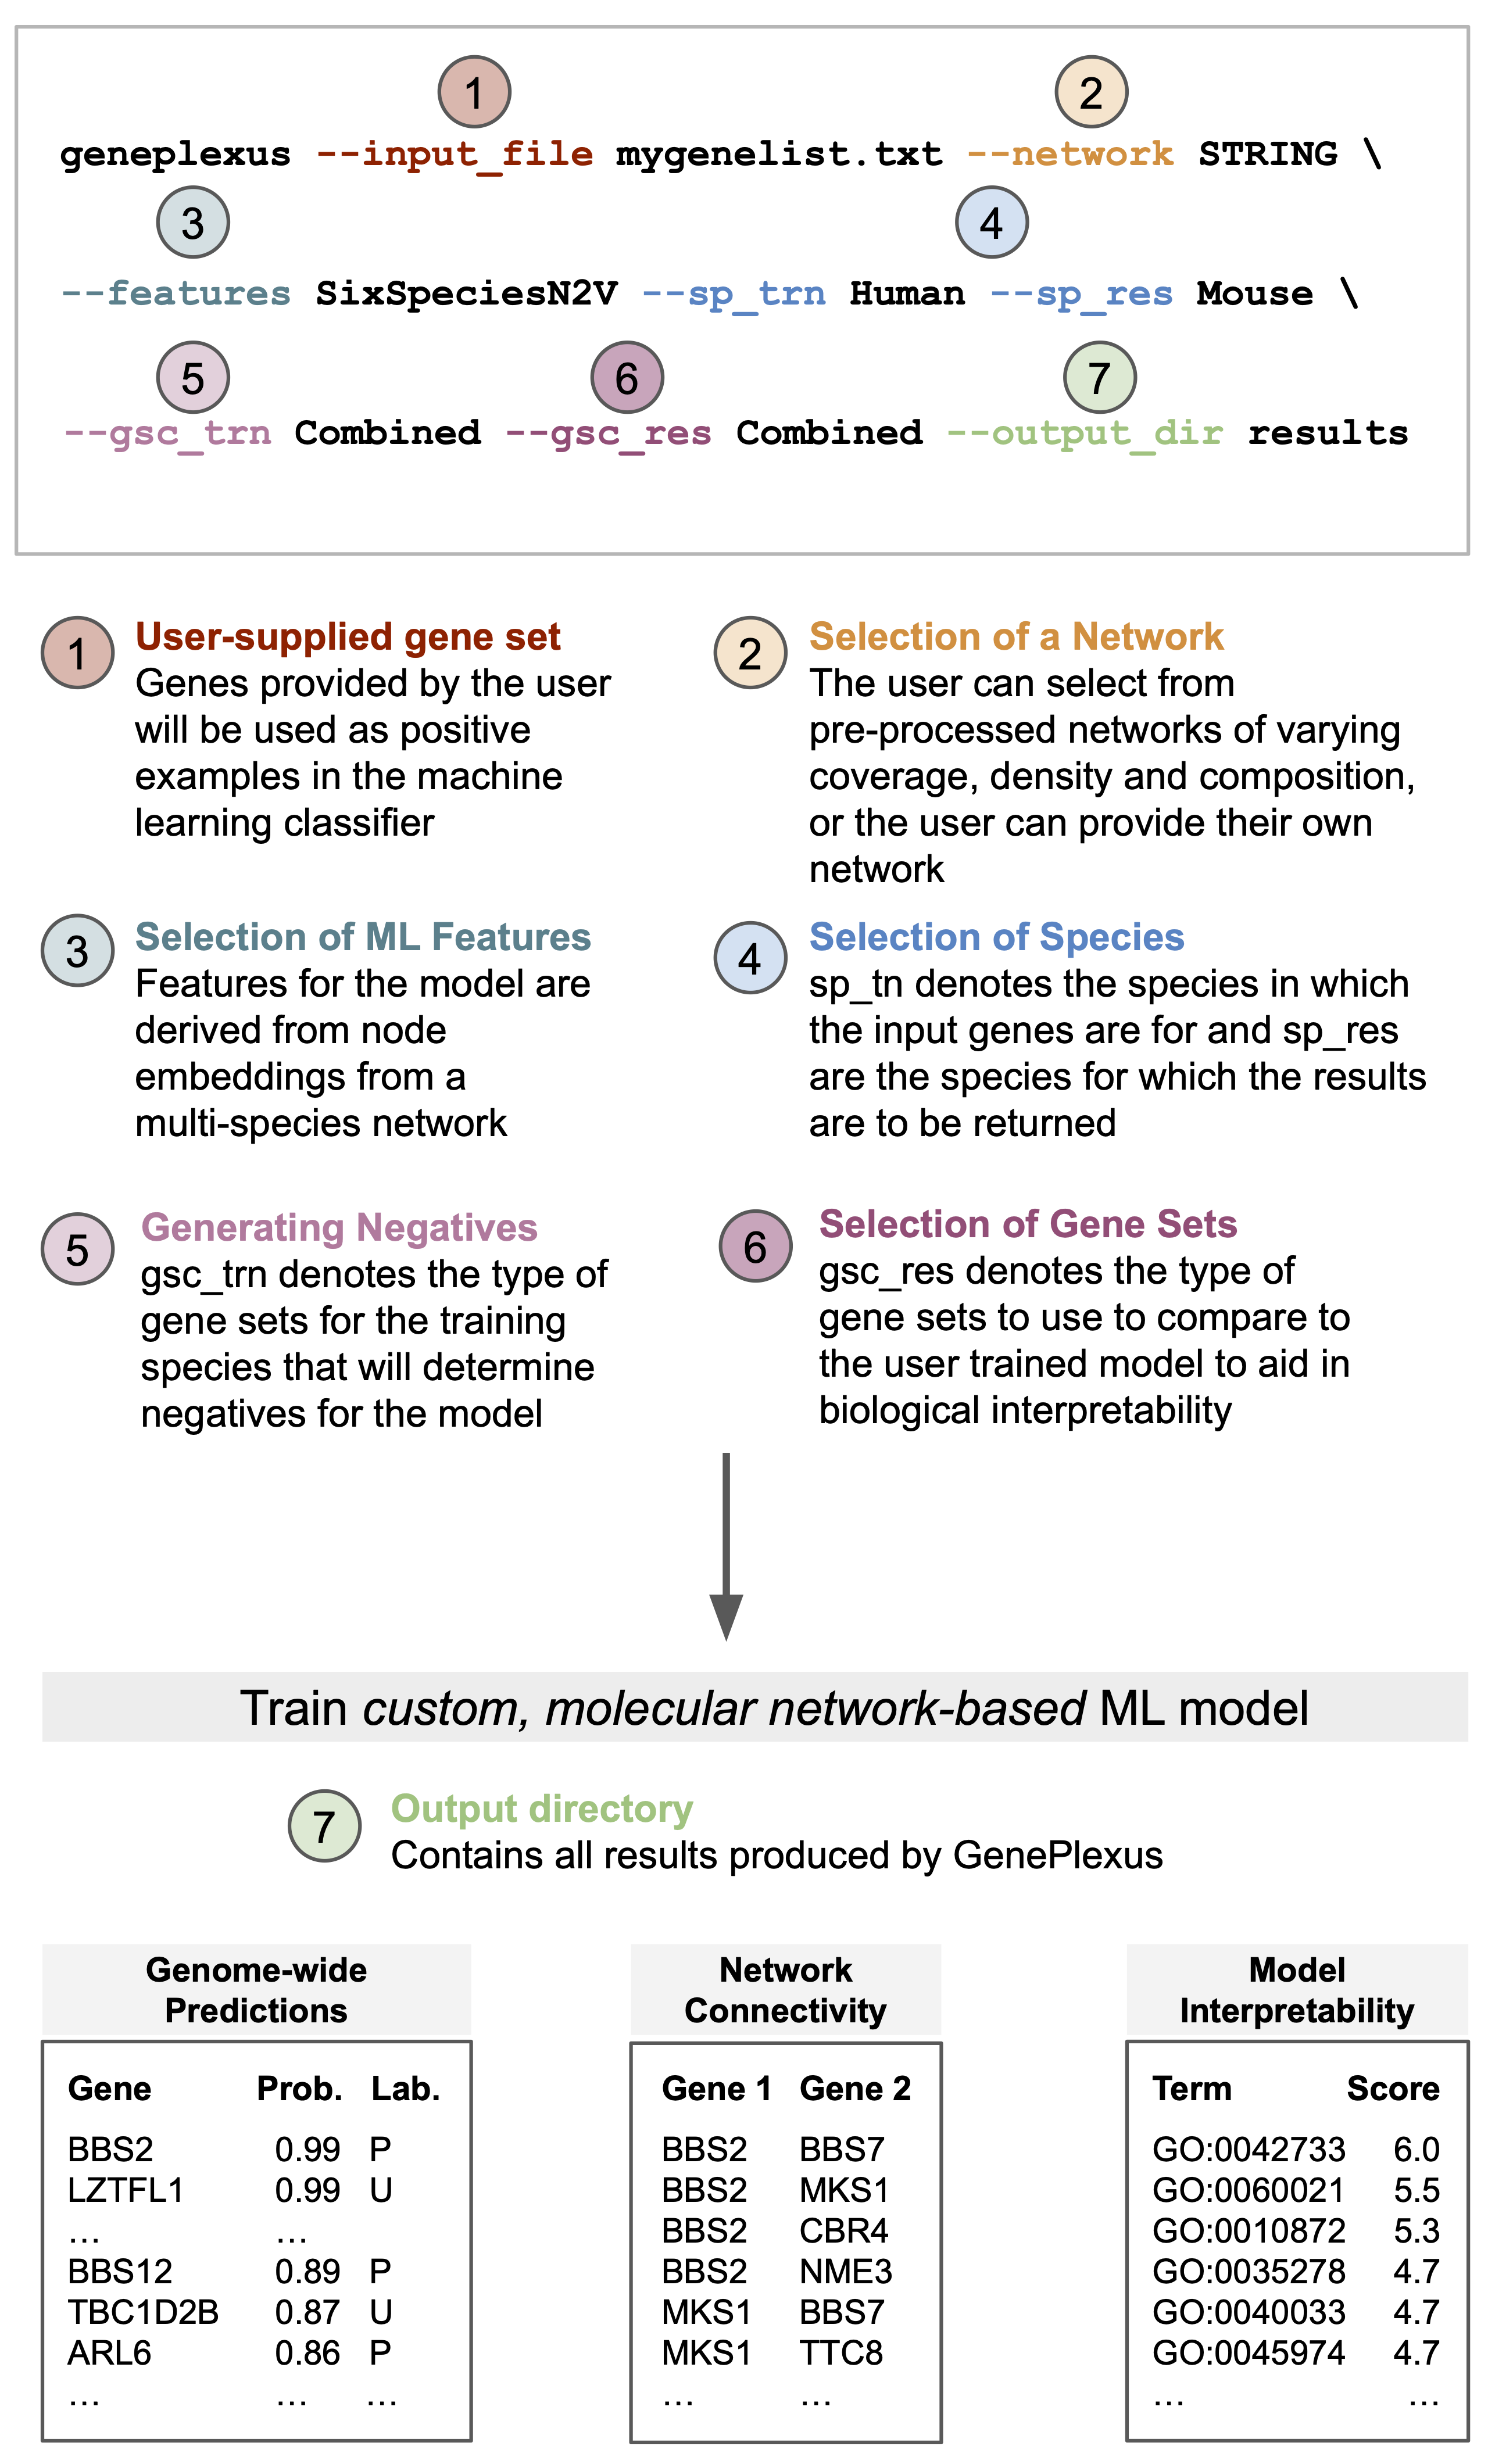 1
2
geneplexus --input_file mygenelist.txt --network STRING \
3
4
--features SixSpeciesN2V --sp_trn Human --sp_res Mouse \
5
6
7
--gsc_trn Combined --gsc_res Combined --output_dir results
1
User-supplied gene set
Genes provided by the user
will be used as positive
examples in the machine
learning classifier
2
Selection of a Network
The user can select from
pre-processed networks of varying
coverage, density and composition,
or the user can provide their own
network
3
Selection of ML Features
Features for the model are
derived from node
embeddings from a
multi-species network
4
Selection of Species
sp_tn denotes the species in which
the input genes are for and sp_res
are the species for which the results
are to be returned
5
Generating Negatives
gsc_trn denotes the type of
gene sets for the training
species that will determine
negatives for the model
6
Selection of Gene Sets
gsc_res denotes the type of
gene sets to use to compare to
the user trained model to aid in
biological interpretability
Train custom, molecular network-based ML model
7
Output directory
Contains all results produced by GenePlexus
Genome-wide
Predictions
Gene Prob. Lab.
BBS2 0.99 P
LZTFL1 0.99 U
... ...
BBS12 0.89 P
TBC1D2B 0.87 U
ARL6 0.86 P
... ... ...
Network
Connectivity
Gene 1 Gene 2
BBS2 BBS7
BBS2 MKS1
BBS2 CBR4
BBS2 NME3
MKS1 BBS7
MKS1 TTC8
... ...
Model
Interpretability
Term Score
GO:0042733 6.0
GO:0060021 5.5
GO:0010872 5.3
GO:0035278 4.7
GO:0040033 4.7
GO:0045974 4.7
... ...